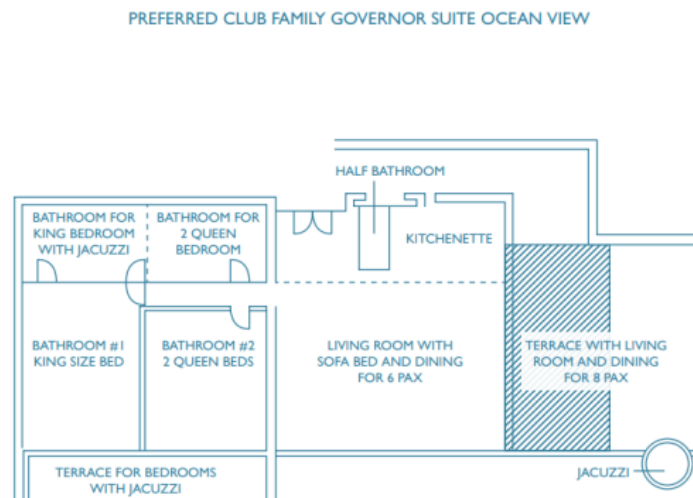 PREFERRED CLUB FAMILY GOVERNOR SUITE OCEAN VIEW
HALF BATHROOM
BATHROOM FOR
KING BEDROOM
WITH JACUZZI
BATHROOM FOR
2 QUEEN
BEDROOM
KITCHENETTE
BATHROOM #1
KING SIZE BED
BATHROOM #2
2 QUEEN BEDS
LIVING ROOM WITH
SOFA BED AND DINING
FOR 6 PAX
TERRACE WITH LIVING
ROOM AND DINING
FOR 8 PAX
TERRACE FOR BEDROOMS
WITH JACUZZI
JACUZZI